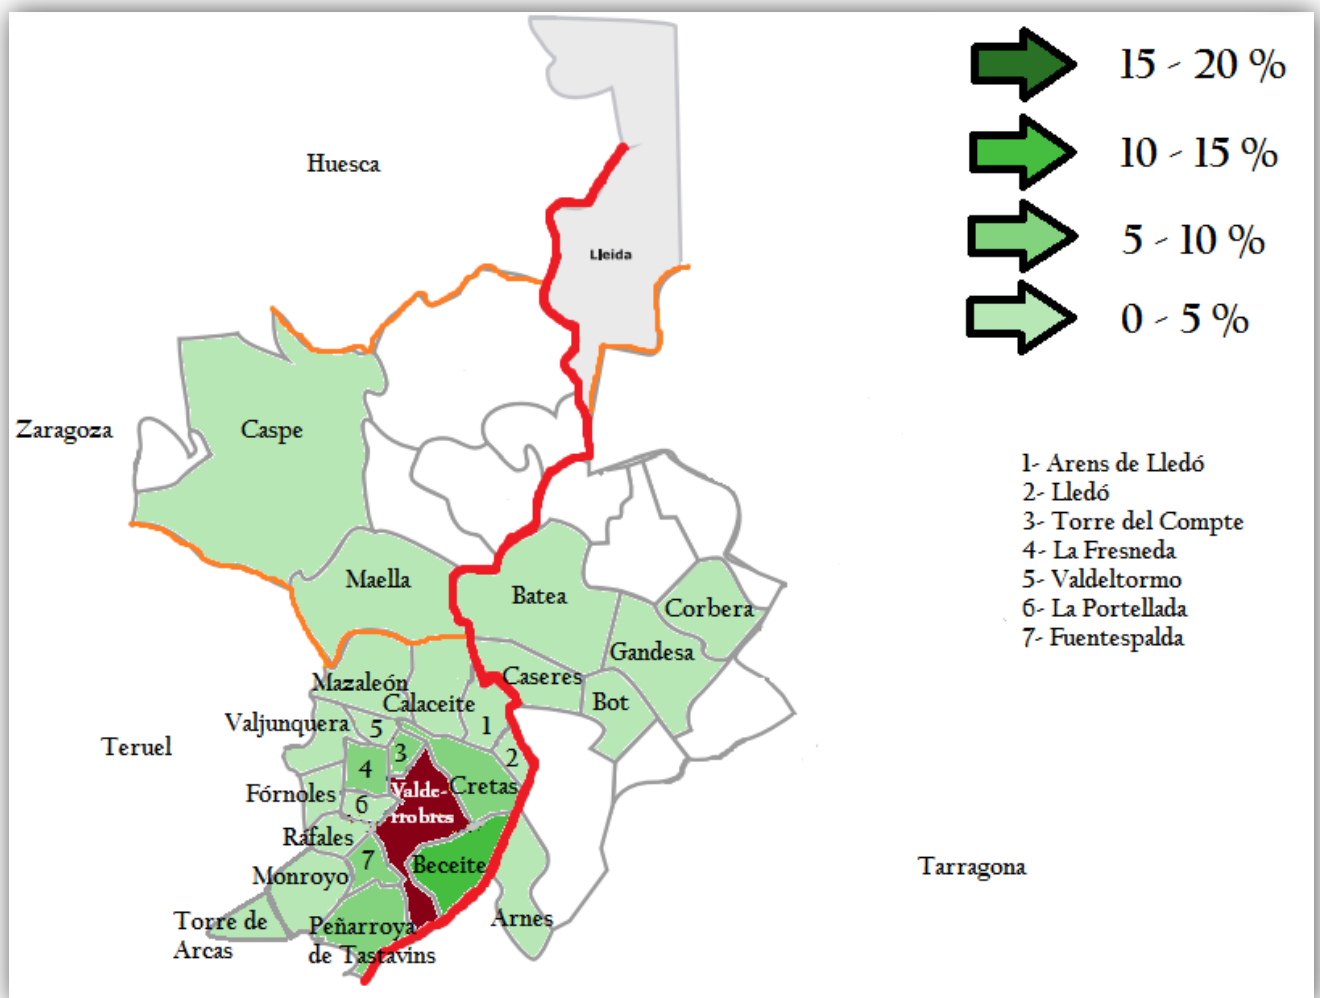 15 - 20 %
10 - 15 %
5 - 10 %
0 - 5 %
Huesca
Lleida
Zaragoza
Caspe
Maella
Batea
Corbera
Gandesa
Caseres
Bot
Mazaleón
Calaceite
Valjunquera
5
1
3
2
4
Teruel
Valde-
rrobres
Cretas
Fórnoles
6
Ráfales
7
Beceite
Monroyo
Torre de
Arcas
Peñarroya
de Tastavins
Arnes
Tarragona
1- Arens de Lledó
2- Lledó
3- Torre del Compte
4- La Fresneda
5- Valdeltormo
6- La Portellada
7- Fuentespalda